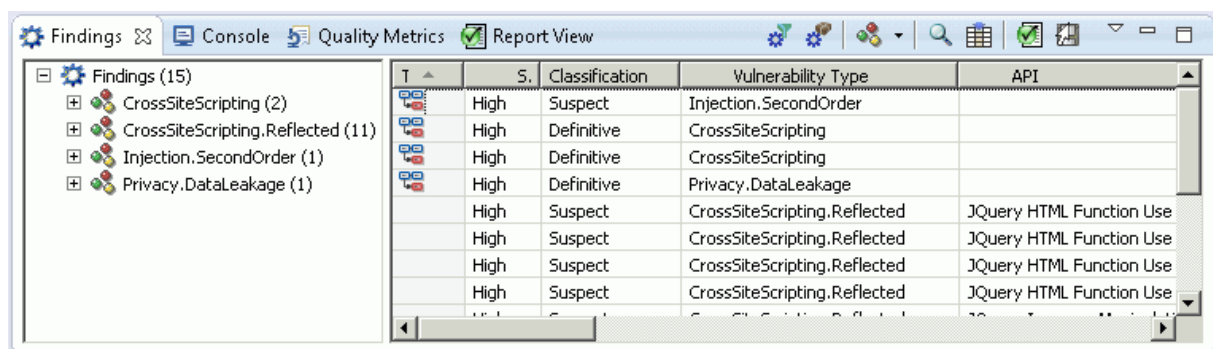 Findings Console Quality Metrics Report View
Findings (15)
CrossSiteScripting (2)
CrossSiteScripting.Reflected (11)
Injection.SecondOrder (1)
Privacy.DataLeakage (1)
T S. Classification Vulnerability Type API
High Suspect Injection.SecondOrder
High Definitive CrossSiteScripting
High Definitive CrossSiteScripting
High Definitive Privacy.DataLeakage
High Suspect CrossSiteScripting.Reflected JQuery HTML Function Use
High Suspect CrossSiteScripting.Reflected JQuery HTML Function Use
High Suspect CrossSiteScripting.Reflected JQuery HTML Function Use
High Suspect CrossSiteScripting.Reflected JQuery HTML Function Use